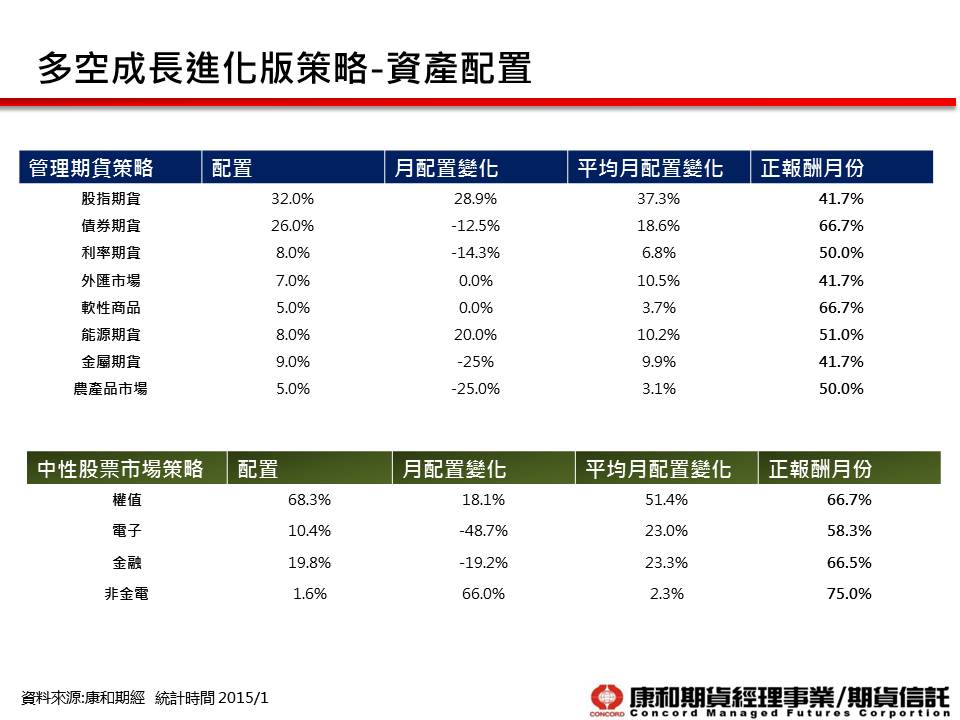 多空成長進化版策略-資產配置
管理期貨策略 配置 月配置變化 平均月配置變化 正報酬月份
股指期貨 32.0% 28.9% 37.3% 41.7%
債券期貨 26.0% -12.5% 18.6% 66.7%
利率期貨 8.0% -14.3% 6.8% 50.0%
外匯市場 7.0% 0.0% 10.5% 41.7%
軟性商品 5.0% 0.0% 3.7% 66.7%
能源期貨 8.0% 20.0% 10.2% 51.0%
金屬期貨 9.0% -25% 9.9% 41.7%
農產品市場 5.0% -25.0% 3.1% 50.0%
中性股票市場策略 配置 月配置變化 平均月配置變化 正報酬月份
權值 68.3% 18.1% 51.4% 66.7%
電子 10.4% -48.7% 23.0% 58.3%
金融 19.8% -19.2% 23.3% 66.5%
非金電 1.6% 66.0% 2.3% 75.0%
資料來源:康和期經 統計時間 2015/1
CONCORD
康和期貨經理事業/期貨信託
Concord Managed Futures Corportion